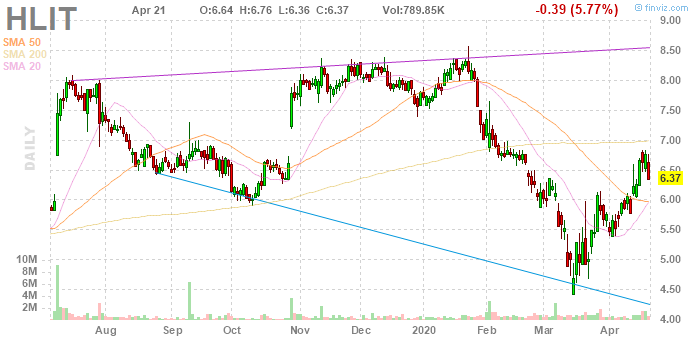 HLIT Apr 21 O:6.64 H:6.76 L:6.36 C:6.37 Vol:789.85K -0.39 (5.77%) © finviz.com
SMA 50
SMA 200
SMA 20
DAILY
9.00
8.50
8.00
7.50
7.00
6.50
6.37
6.00
5.50
5.00
4.50
4.00
10M
8M
6M
4M
2M
Aug Sep Oct Nov Dec 2020 Feb Mar Apr